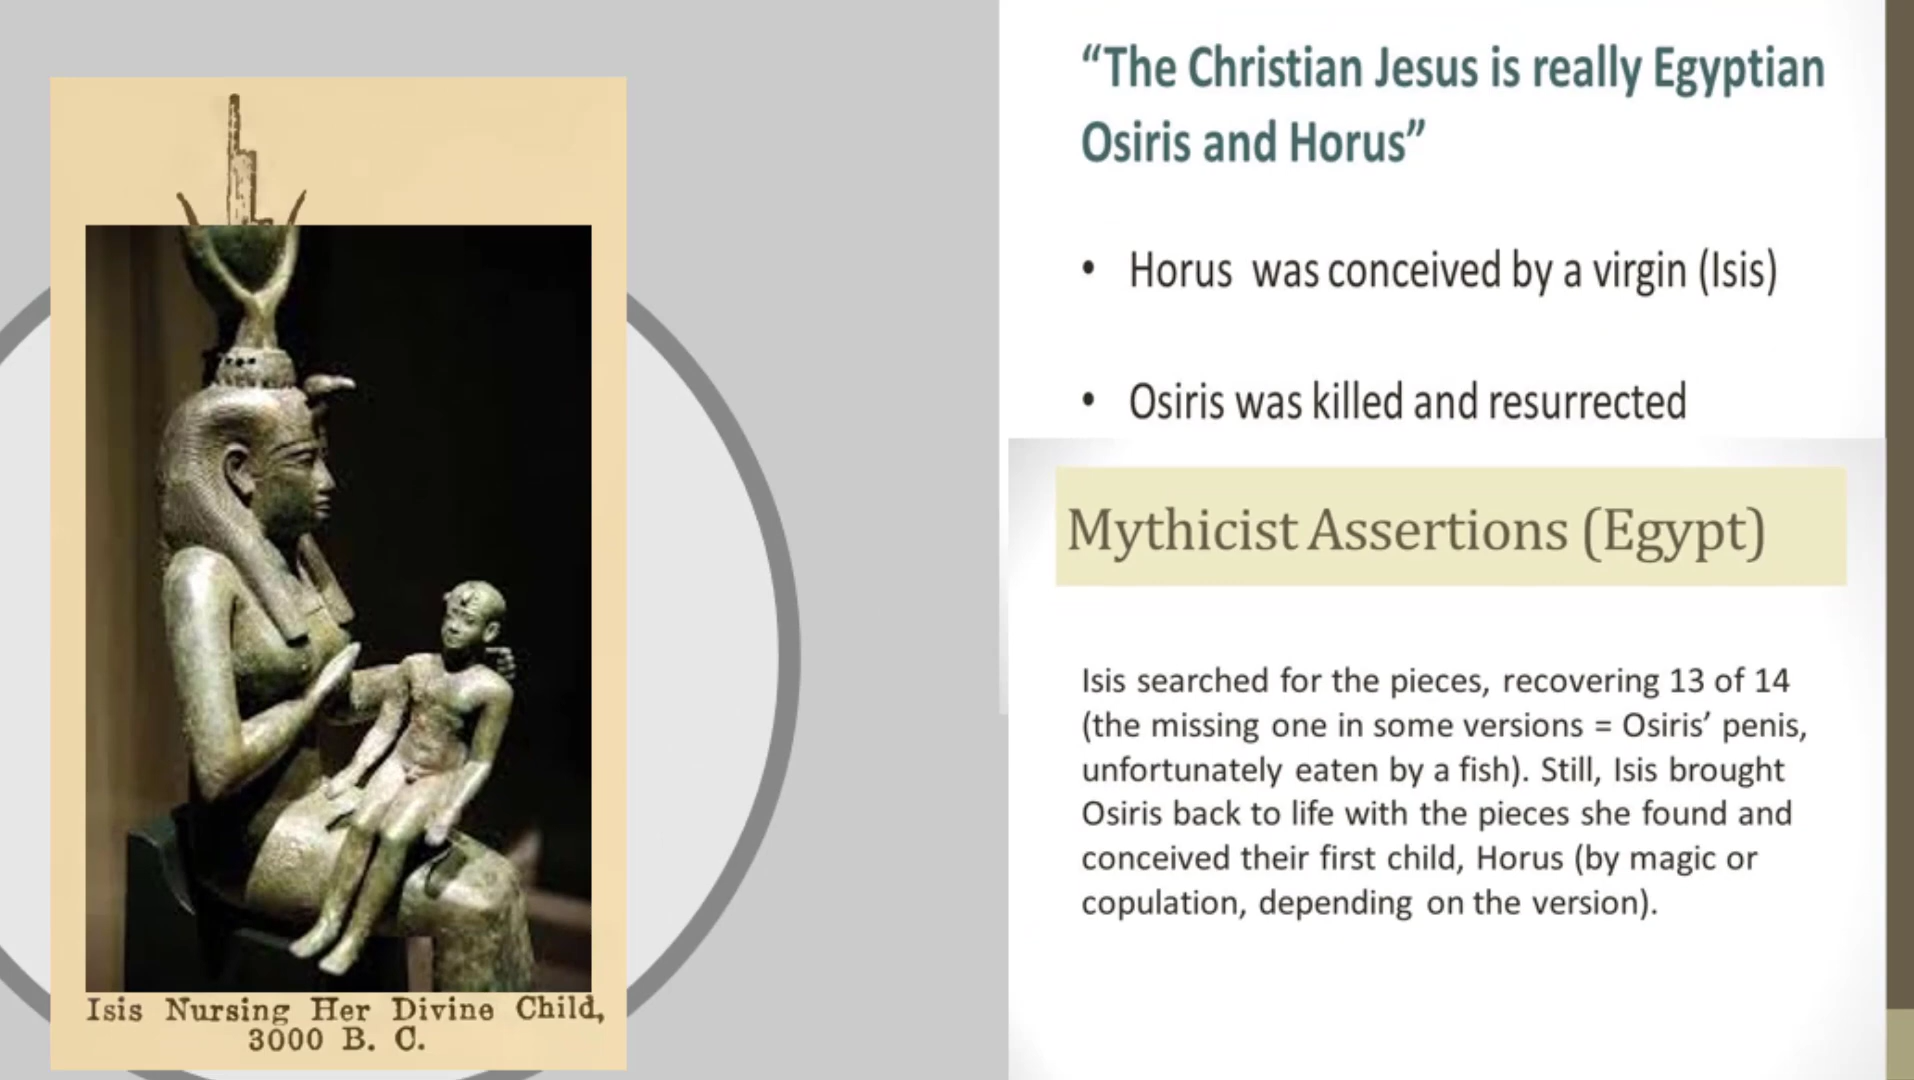 “The Christian Jesus is really Egyptian
Osiris and Horus”
• Horus was conceived by a virgin (Isis)
• Osiris was killed and resurrected
Mythicist Assertions (Egypt)
Isis searched for the pieces, recovering 13 of 14
(the missing one in some versions = Osiris’ penis,
unfortunately eaten by a fish). Still, Isis brought
Osiris back to life with the pieces she found and
conceived their first child, Horus (by magic or
copulation, depending on the version).
Isis Nursing Her Divine Child,
3000 B. C.